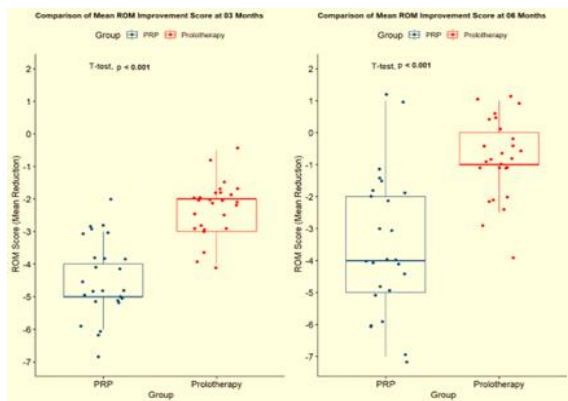 Comparison of Mean ROM Improvement Score at 03 Months
Group PRP Prolotherapy
T-test, p < 0.001
2
1
0
-1
-2
-3
-4
-5
-6
-7
ROM Score (Mean Reduction)
PRP Prolotherapy
Group
Comparison of Mean ROM Improvement Score at 06 Months
Group PRP Prolotherapy
T-test, p < 0.001
2
1
0
-1
-2
-3
-4
-5
-6
-7
ROM Score (Mean Reduction)
PRP Prolotherapy
Group